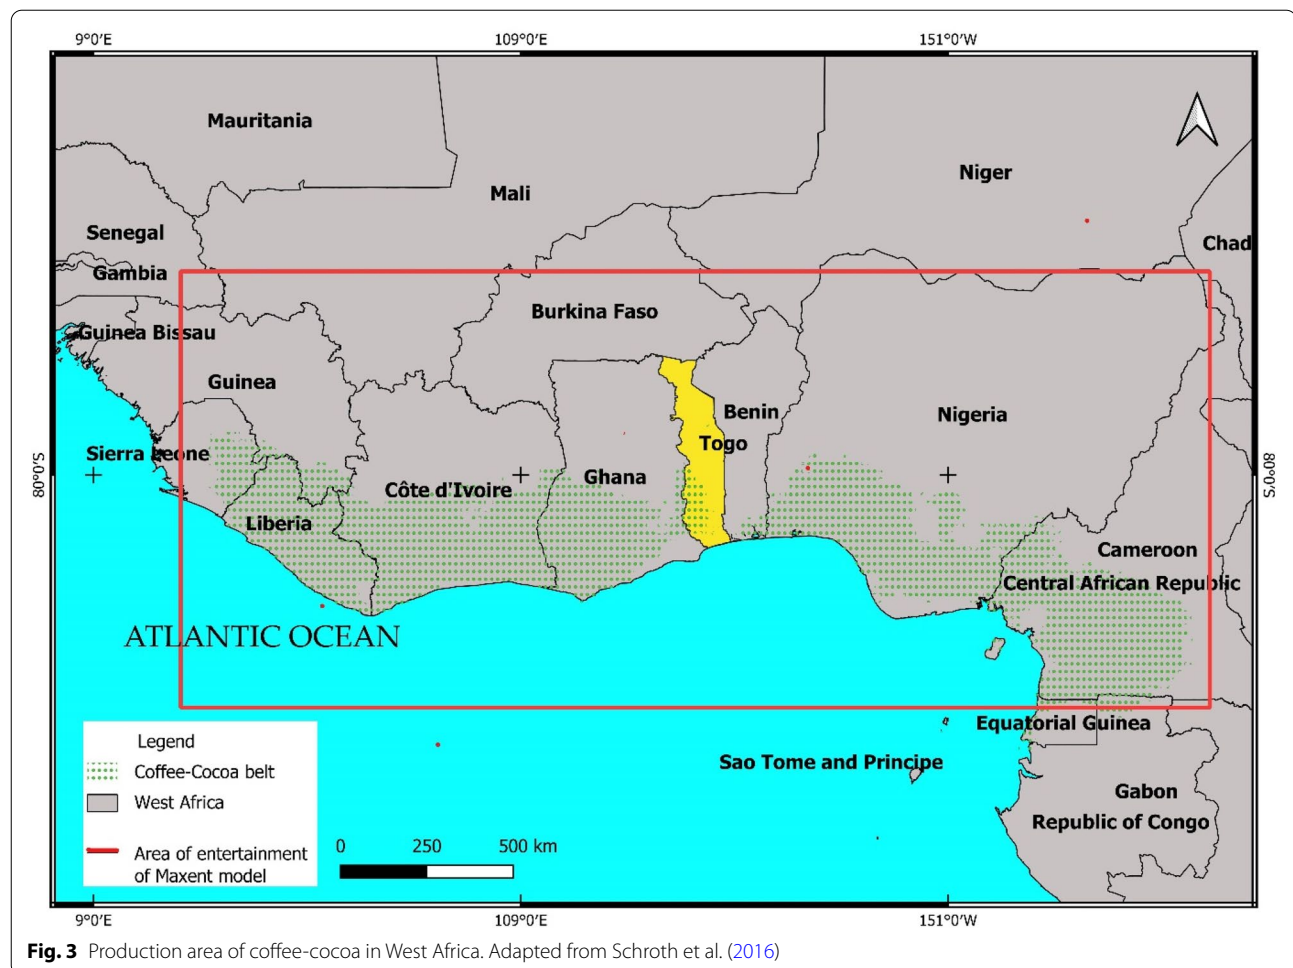 9°0′E 109°0′E 151°0′W
Mauritania
Niger
Mali
Senegal
Chad
Gambia
Burkina Faso
Guinea Bissau
Guinea
Benin
Nigeria
Togo
Sierra Leone
80°0′S
Ghana
80°0′S
Côte d'Ivoire
Liberia
Cameroon
Central African Republic
ATLANTIC OCEAN
Equatorial Guinea
Legend
Sao Tome and Principe
Coffee-Cocoa belt
Gabon
West Africa
Republic of Congo
Area of entertainment
of Maxent model
0 250 500 km
9°0′E 109°0′E 151°0′W
Fig. 3 Production area of coffee-cocoa in West Africa. Adapted from Schroth et al. (2016)